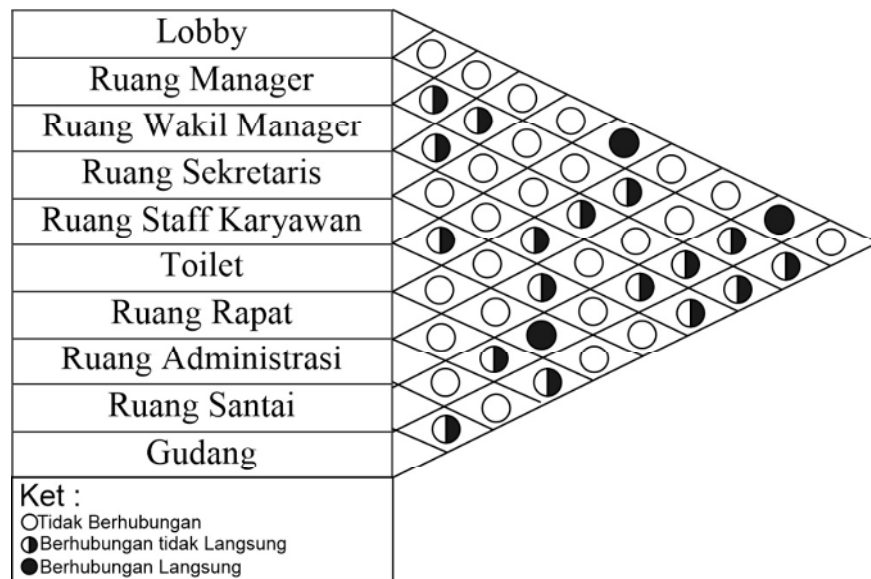 Lobby
Ruang Manager
Ruang Wakil Manager
Ruang Sekretaris
Ruang Staff Karyawan
Toilet
Ruang Rapat
Ruang Administrasi
Ruang Santai
Gudang
Ket :
Tidak Berhubungan
Berhubungan tidak Langsung
Berhubungan Langsung